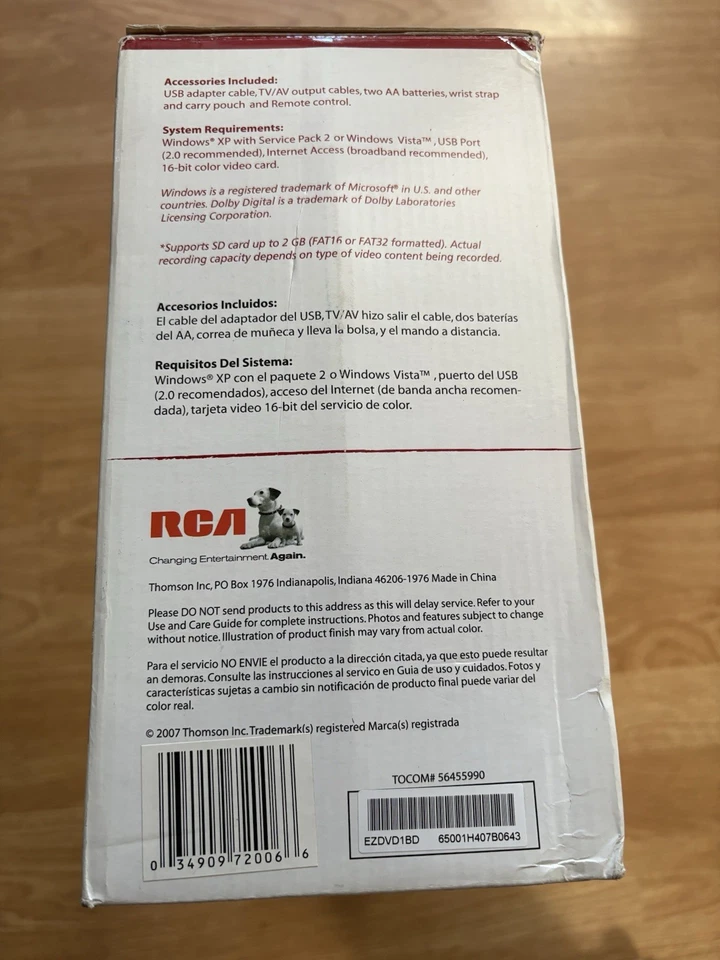 Accessories Included:
USB adapter cable, TV/AV output cables, two AA batteries, wrist strap
and carry pouch and Remote control.
System Requirements:
Windows® XP with Service Pack 2 or Windows Vista™ , USB Port
(2.0 recommended), Internet Access (broadband recommended),
16-bit color video card.
Windows is a registered trademark of Microsoft® in U.S. and other
countries. Dolby Digital is a trademark of Dolby Laboratories
Licensing Corporation.
*Supports SD card up to 2 GB (FAT16 or FAT32 formatted). Actual
recording capacity depends on type of video content being recorded.
Accesorios Incluidos:
El cable del adaptador del USB, TV/AV hizo salir el cable, dos baterías
del AA, correa de muñeca y lleva la bolsa, y el mando a distancia.
Requisitos Del Sistema:
Windows® XP con el paquete 2 o Windows Vista™ , puerto del USB
(2.0 recomendados), acceso del Internet (de banda ancha recomen-
dada), tarjeta video 16-bit del servicio de color.
RCA
Changing Entertainment. Again.
Thomson Inc, PO Box 1976 Indianapolis, Indiana 46206-1976 Made in China
Please DO NOT send products to this address as this will delay service. Refer to your
Use and Care Guide for complete instructions. Photos and features subject to change
without notice. Illustration of product finish may vary from actual color.
Para el servicio NO ENVIE el producto a la dirección citada, ya que esto puede resultar
an demoras. Consulte las instrucciones al servico en Guia de uso y cuidados. Fotos y
características sujetas a cambio sin notificación de producto final puede variar del
color real.
© 2007 Thomson Inc. Trademark(s) registered Marca(s) registrada
TOCOM# 56455990
EZDVD1BD 65001H407B0643
0 34909 72006 6